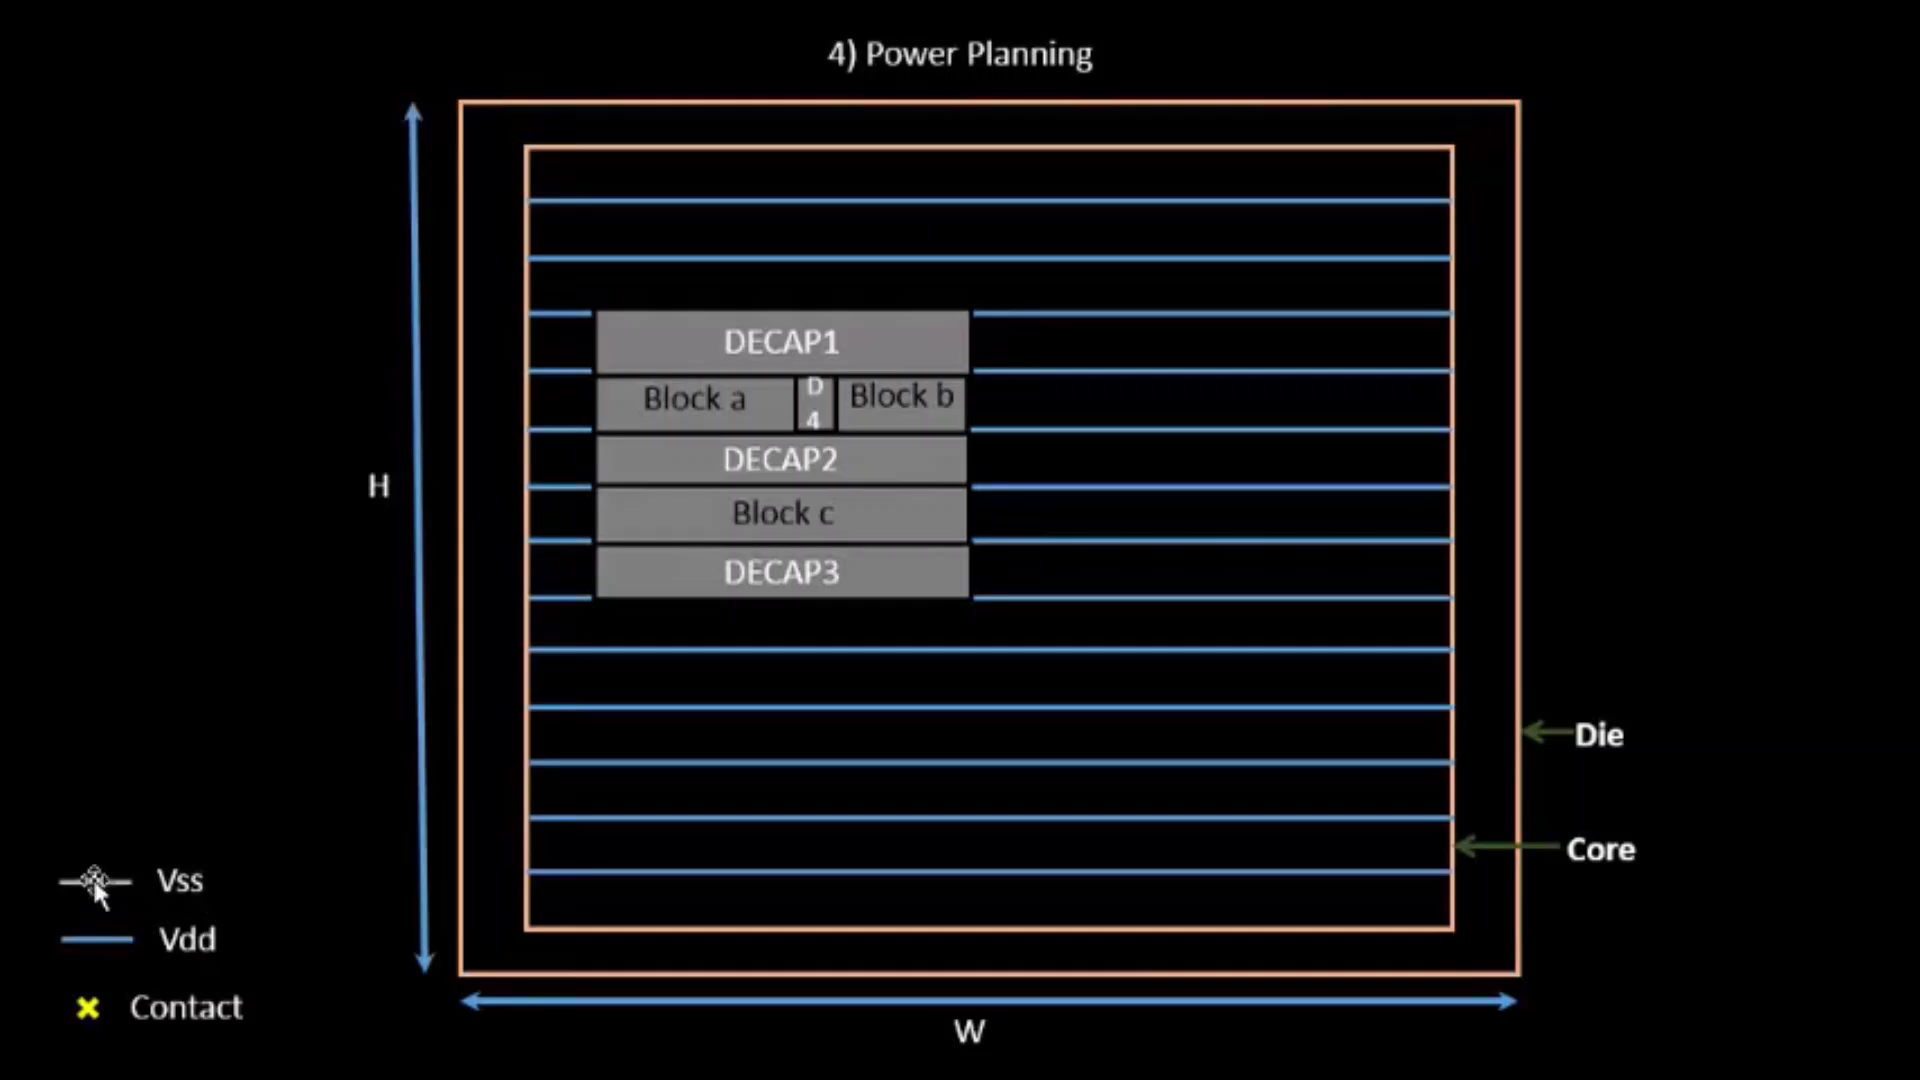 4) Power Planning
DECAP1
Block a
D
4
Block b
DECAP2
H
Block c
DECAP3
Die
Core
Vss
Vdd
Contact
W